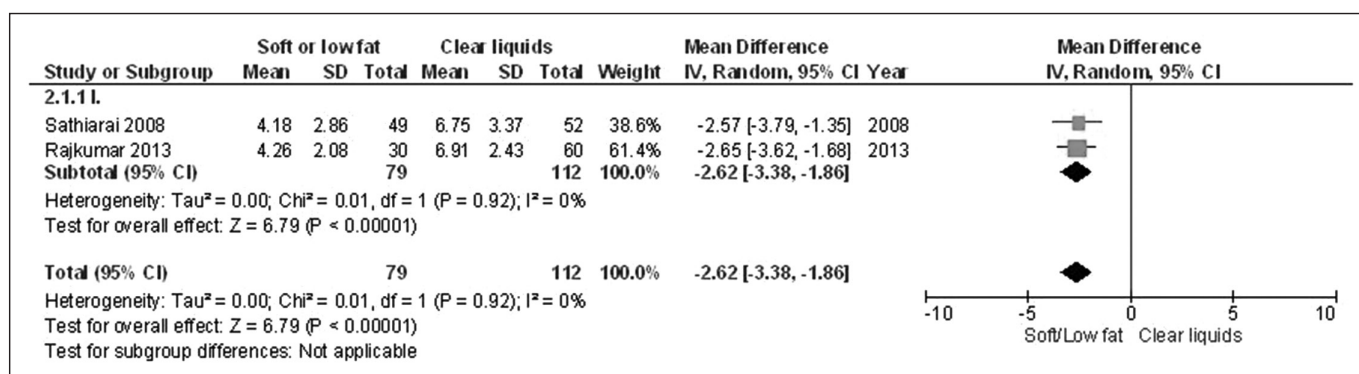 Soft or low fat Clear liquids Mean Difference Mean Difference
Study or Subgroup Mean SD Total Mean SD Total Weight IV, Random, 95% CI Year IV, Random, 95% CI
2.1.1 I.
Sathiarai 2008 4.18 2.86 49 6.75 3.37 52 38.6% -2.57 [-3.79, -1.35] 2008
Rajkumar 2013 4.26 2.08 30 6.91 2.43 60 61.4% -2.65 [-3.62, -1.68] 2013
Subtotal (95% CI) 79 112 100.0% -2.62 [-3.38, -1.86]
Heterogeneity: Tau² = 0.00; Chi² = 0.01, df = 1 (P = 0.92); I² = 0%
Test for overall effect: Z = 6.79 (P < 0.00001)
Total (95% CI) 79 112 100.0% -2.62 [-3.38, -1.86]
Heterogeneity: Tau² = 0.00; Chi² = 0.01, df = 1 (P = 0.92); I² = 0%
Test for overall effect: Z = 6.79 (P < 0.00001)
Test for subgroup differences: Not applicable
-10 -5 0 5 10
Soft/Low fat Clear liquids